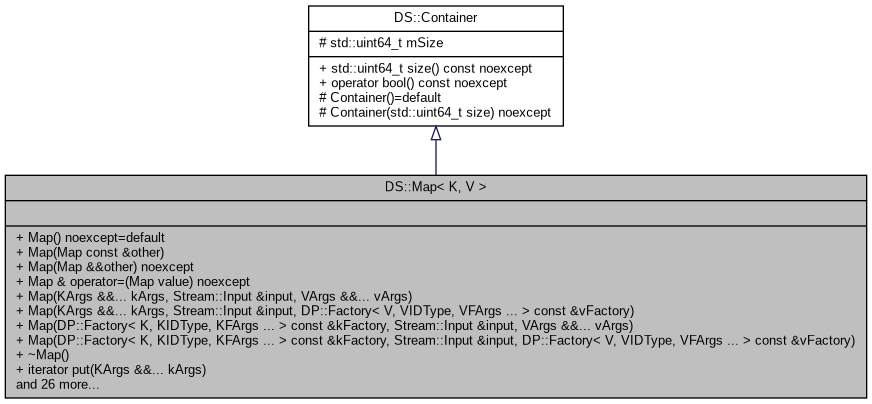 DS::Container
# std::uint64_t mSize
+ std::uint64_t size() const noexcept
+ operator bool() const noexcept
# Container()=default
# Container(std::uint64_t size) noexcept
DS::Map< K, V >
+ Map() noexcept=default
+ Map(Map const &other)
+ Map(Map &&other) noexcept
+ Map & operator=(Map value) noexcept
+ Map(KArgs &&... kArgs, Stream::Input &input, VArgs &&... vArgs)
+ Map(KArgs &&... kArgs, Stream::Input &input, DP::Factory< V, VIDType, VFArgs ... > const &vFactory)
+ Map(DP::Factory< K, KIDType, KFArgs ... > const &kFactory, Stream::Input &input, VArgs &&... vArgs)
+ Map(DP::Factory< K, KIDType, KFArgs ... > const &kFactory, Stream::Input &input, DP::Factory< V, VIDType, VFArgs ... > const &vFactory)
+ ~Map()
+ iterator put(KArgs &&... kArgs)
and 26 more...